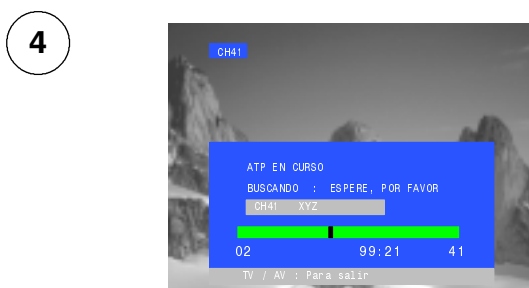 4
CH41
ATP EN CURSO
BUSCANDO : ESPERE, POR FAVOR
CH41 XYZ
02 99:21 41
TV / AV : Para salir